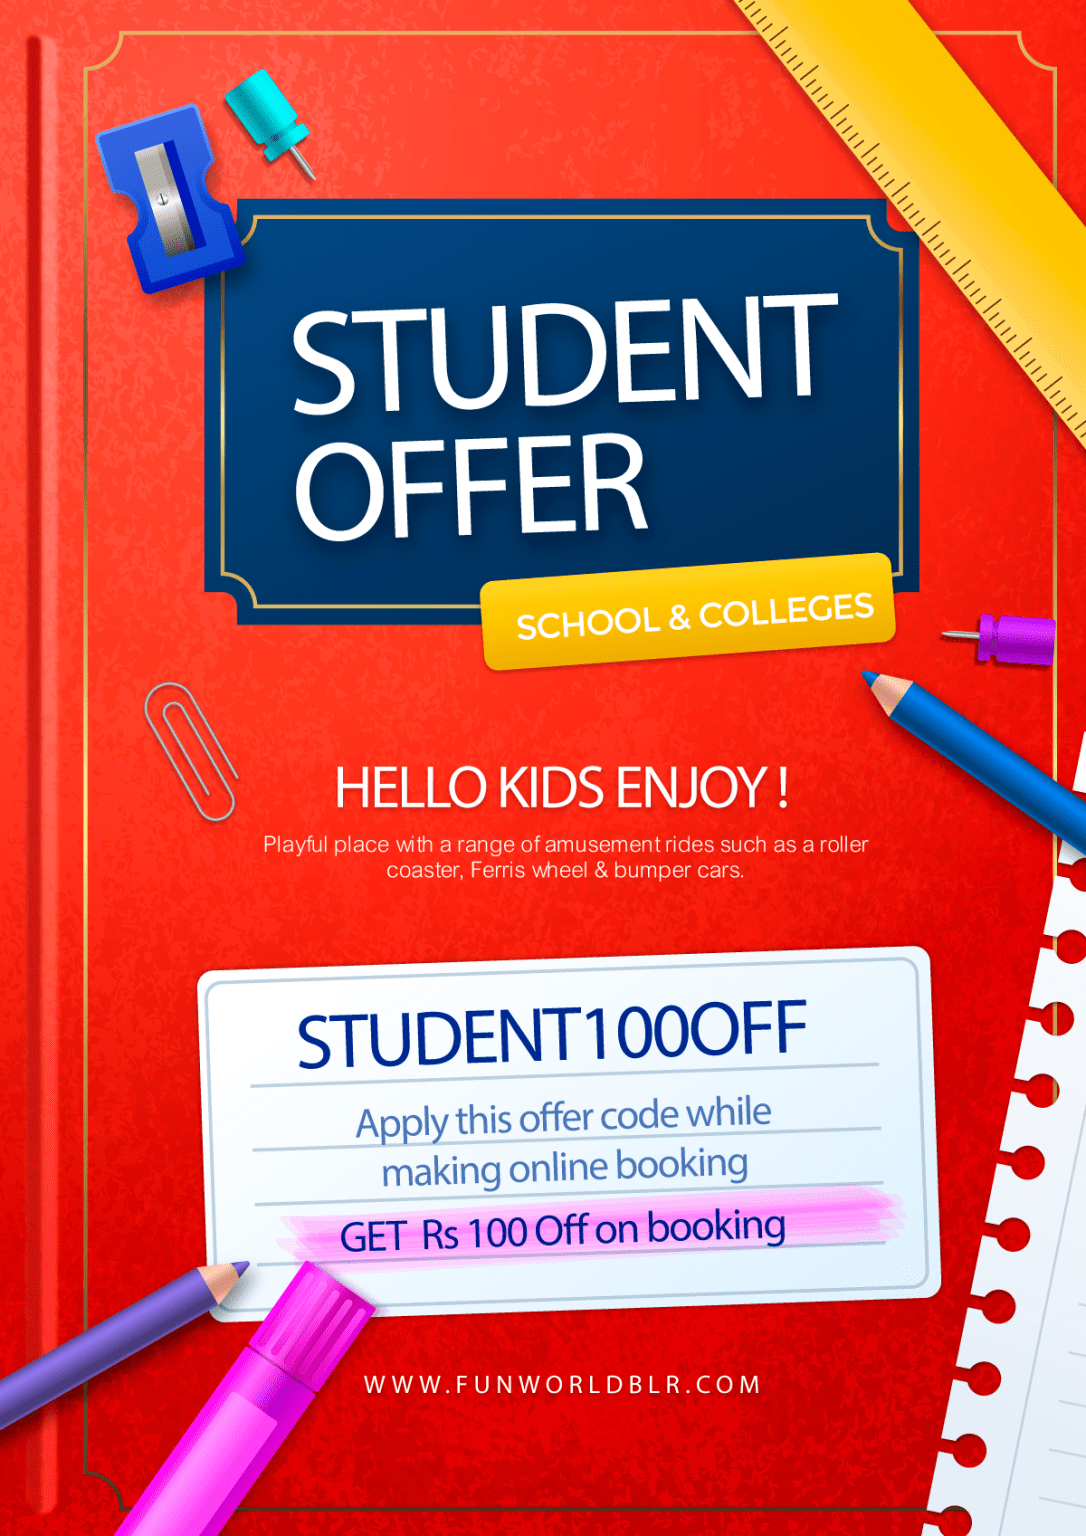 STUDENT
OFFER
SCHOOL & COLLEGES
HELLO KIDS ENJOY !
Playful place with a range of amusement rides such as a roller
coaster, Ferris wheel & bumper cars.
STUDENT100OFF
Apply this offer code while
making online booking
GET Rs 100 Off on booking
WWW.FUNWORLDBLR.COM